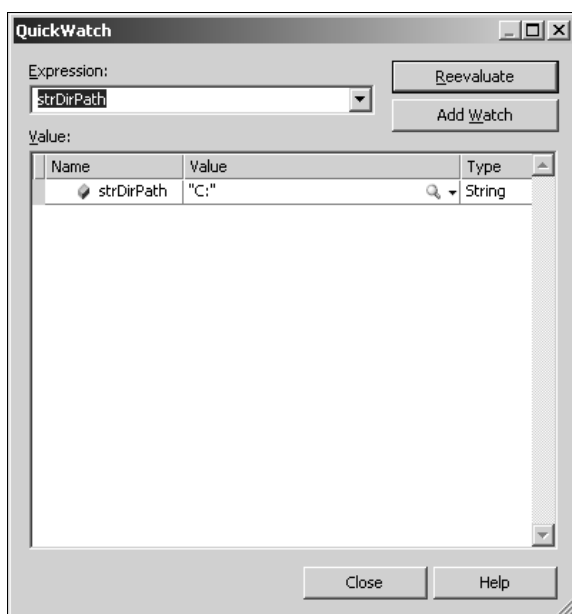 QuickWatch
Expression:
Reevaluate
strDirPath
Add Watch
Value:
Name Value Type
strDirPath "C:" String
Close Help